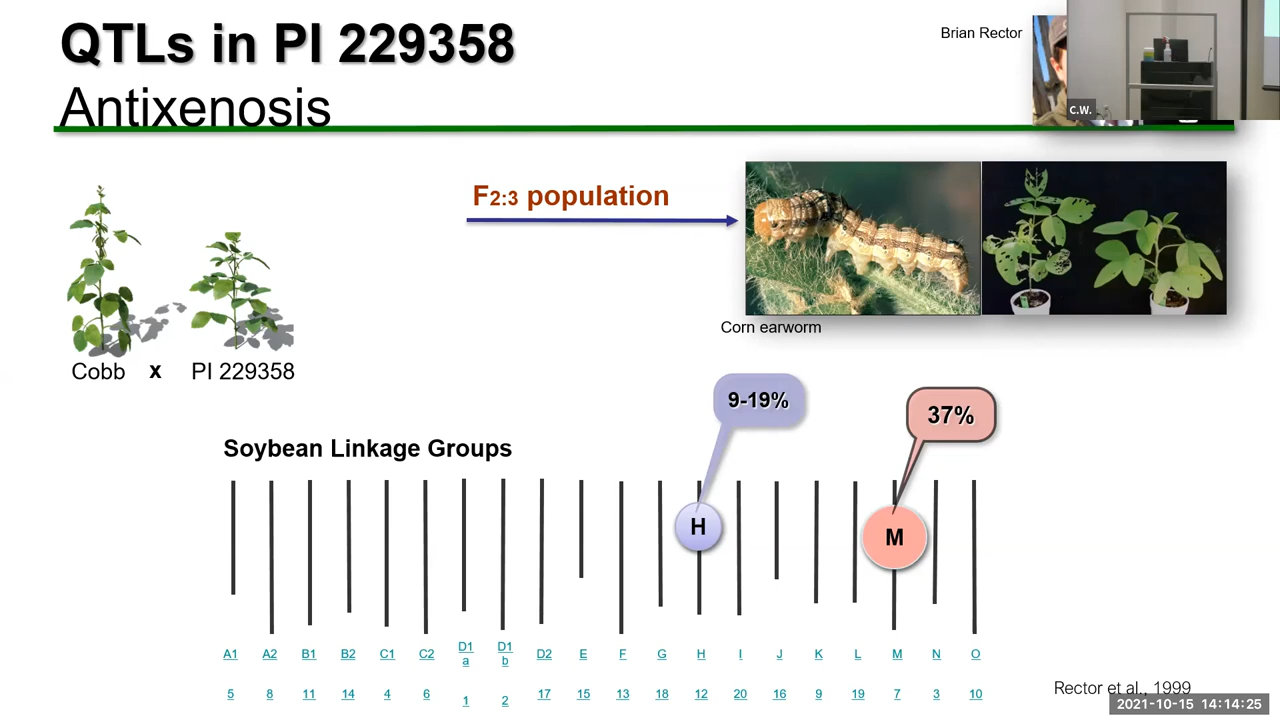 QTLs in PI 229358
Antixenosis
Brian Rector
C.W.
F2:3 population
Corn earworm
Cobb x PI 229358
9-19%
37%
Soybean Linkage Groups
H
M
A1 A2 B1 B2 C1 C2 D1a D1b D2 E F G H I J K L M N O
5 8 11 14 4 6 1 2 17 15 13 18 12 20 16 9 19 7 3 10
Rector et al., 1999
2021-10-15 14:14:25